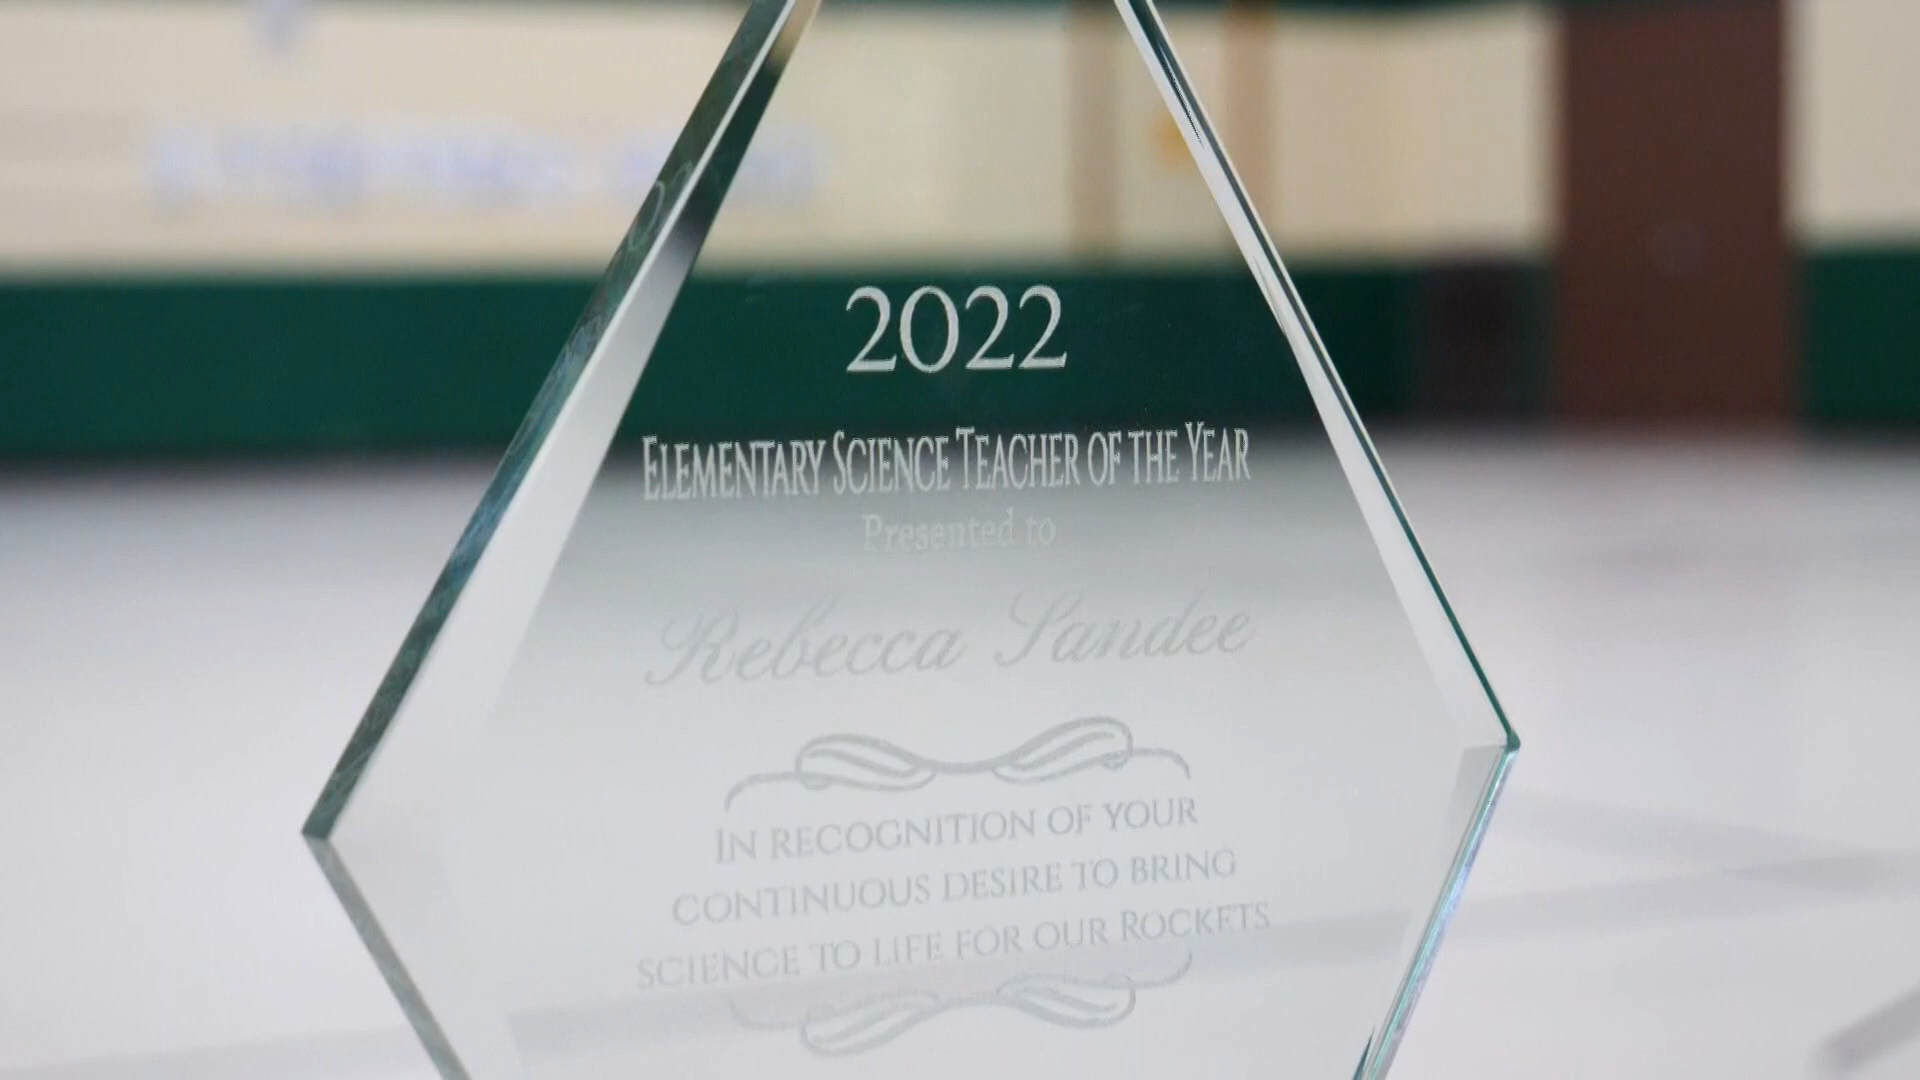 2022
ELEMENTARY SCIENCE TEACHER OF THE YEAR
Presented to
Rebecca Sandee
IN RECOGNITION OF YOUR
CONTINUOUS DESIRE TO BRING
SCIENCE TO LIFE FOR OUR ROCKETS